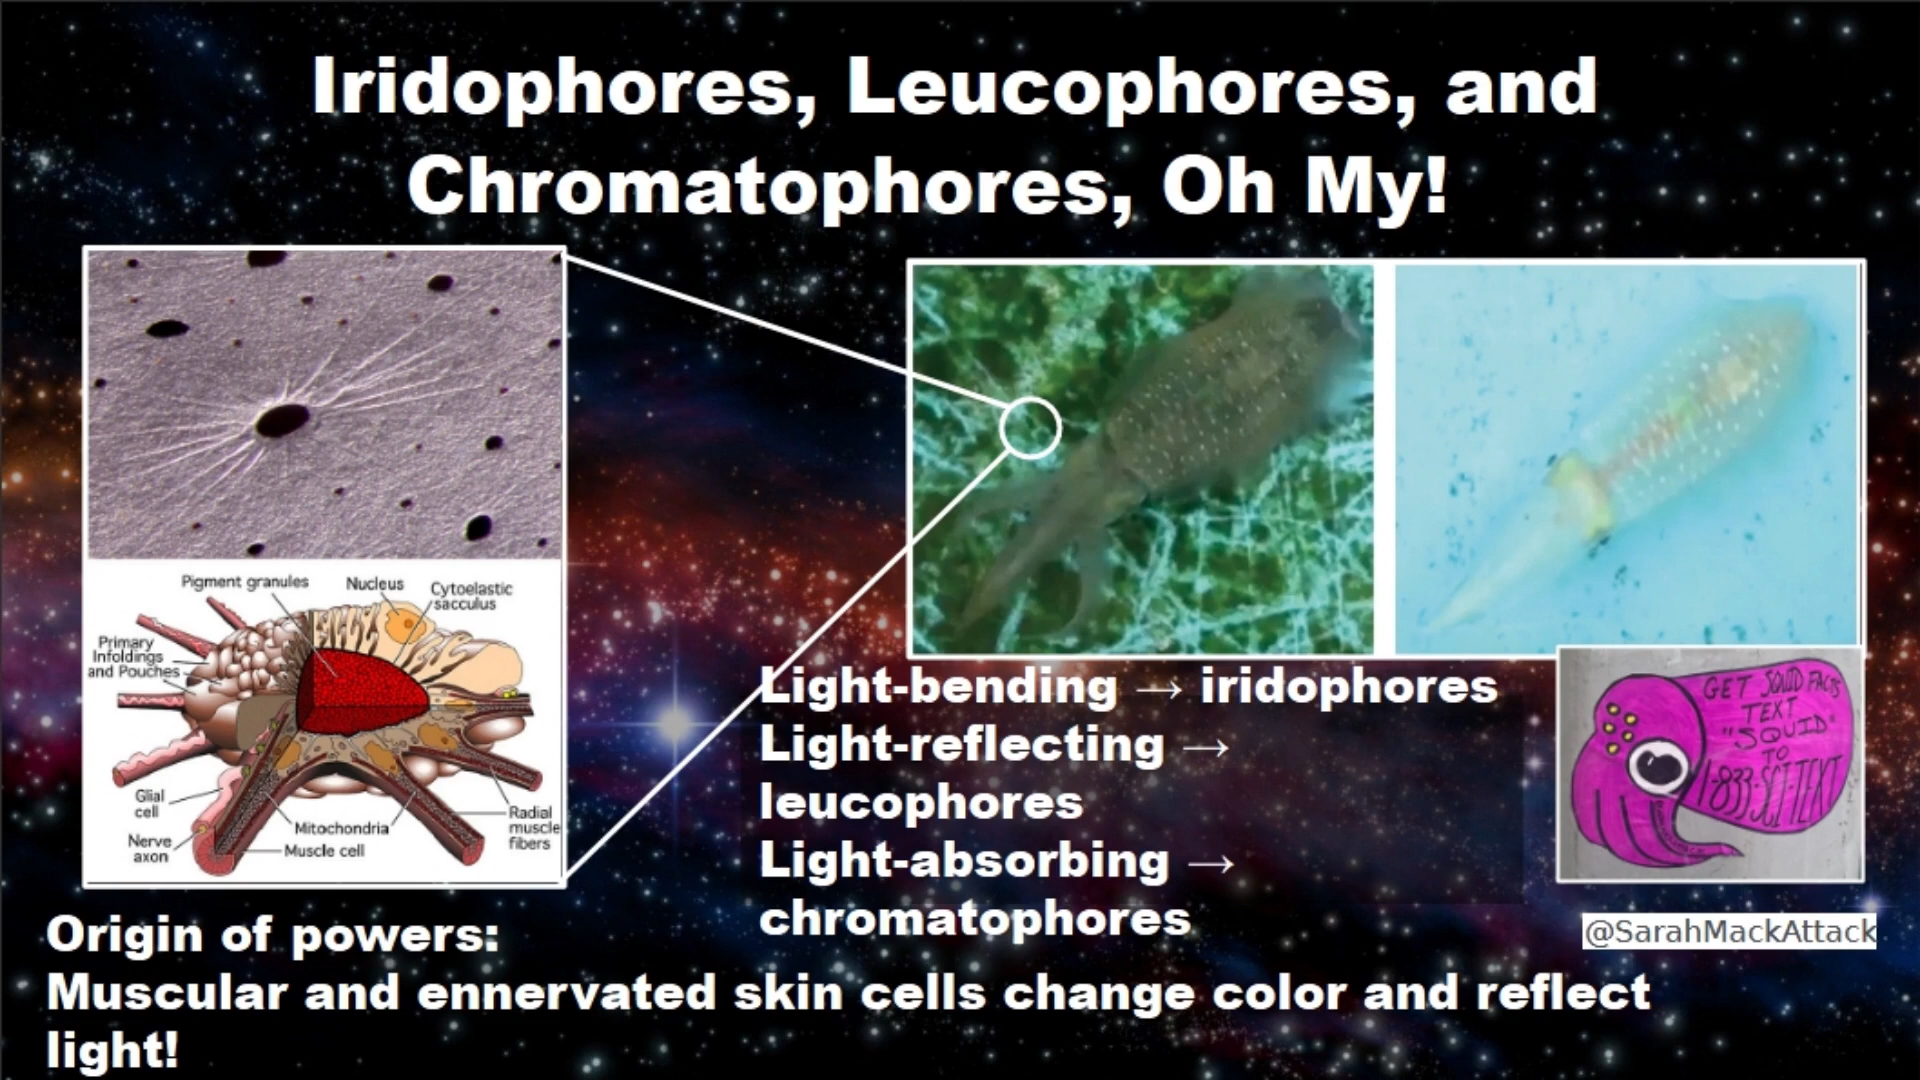 Iridophores, Leucophores, and
Chromatophores, Oh My!
Pigment granules
Nucleus
Cytoelastic
sacculus
Primary
Infoldings
and Pouches
Glial
cell
Nerve
axon
Mitochondria
Muscle cell
Radial
muscle
fibers
Light-bending → iridophores
Light-reflecting →
leucophores
Light-absorbing →
chromatophores
GET SQUID FACTS
TEXT
"SQUID"
TO
1-833-SCI-TEXT
@SarahMackAttack
Origin of powers:
Muscular and ennervated skin cells change color and reflect
light!